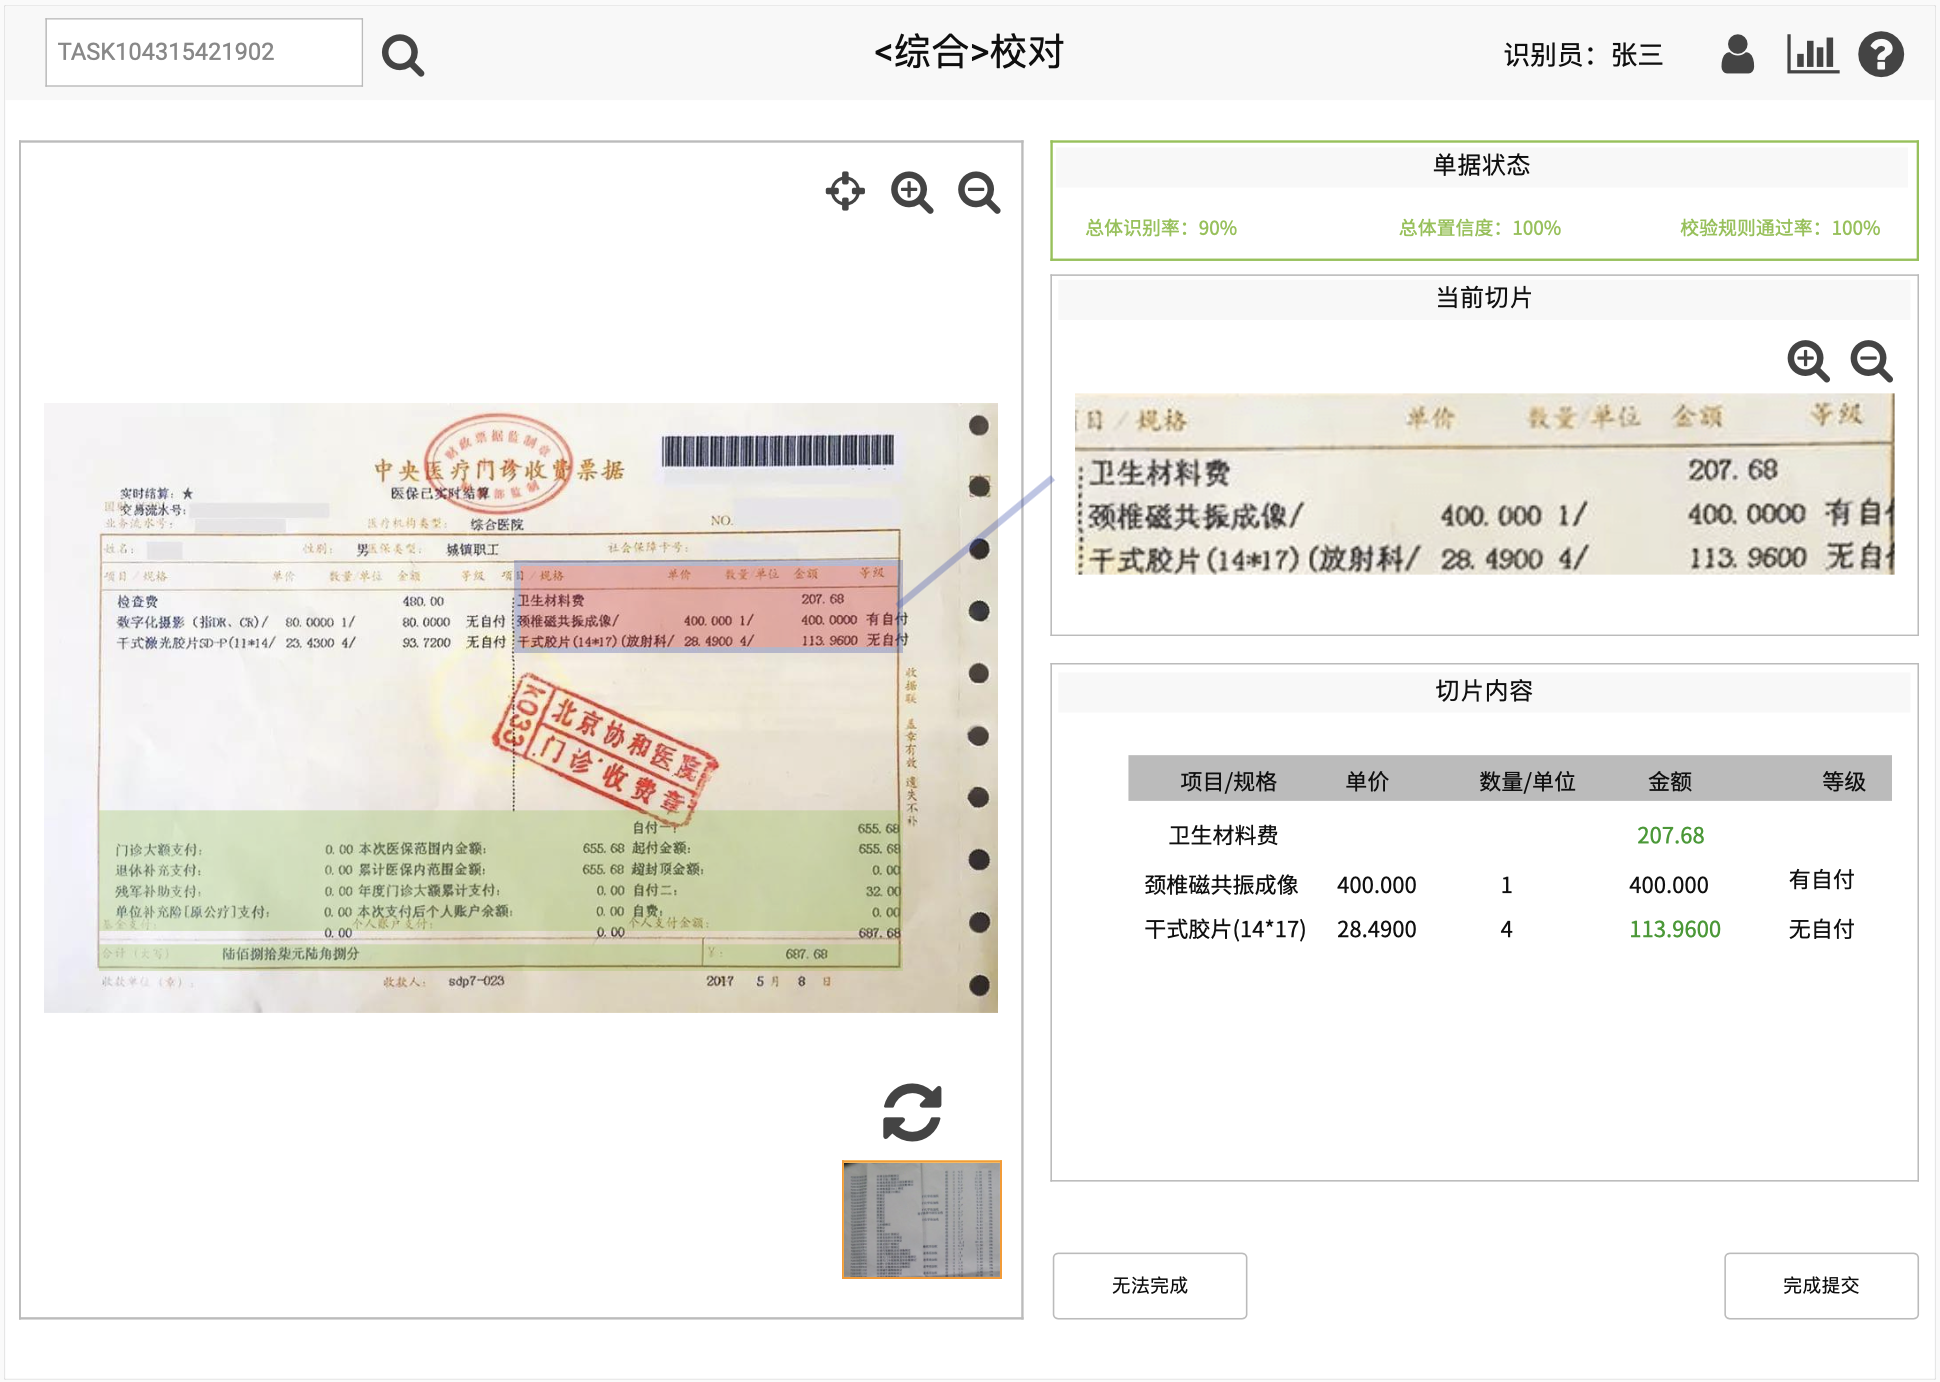 TASK104315421902
<综合>校对
识别员：张三
中央医疗门诊收费票据
实时结算：★
医保已实时结算
交易流水号：
业务流水号：
医疗机构类型： 综合医院
NO.
姓名：
性别： 男
医保类型： 城镇职工
社会保障卡号：
项目/规格 单价 数量/单位 金额 等级 项目/规格 单价 数量/单位 金额 等级
检查费 480.00 卫生材料费 207.68
数字化摄影（指DR、CR)/ 80.0000 1/ 80.0000 无自付 颈椎磁共振成像/ 400.000 1/ 400.0000 有自付
干式激光胶片SD-P(11*14/ 23.4300 4/ 93.7200 无自付 干式胶片(14*17)(放射科/ 28.4900 4/ 113.9600 无自付
收据联 盖章有效 遗失不补
K033
北京协和医院
门诊收费章
自付一： 655.68
门诊大额支付： 0.00 本次医保范围内金额： 655.68 起付金额： 655.68
退休补充支付： 0.00 累计医保内范围金额： 655.68 超封顶金额： 0.00
残军补助支付： 0.00 年度门诊大额累计支付： 0.00 自付二： 32.00
单位补充险[原公疗]支付： 0.00 本次支付后个人账户余额： 0.00 自费： 0.00
基金支付： 0.00 个人账户支付： 0.00 个人支付金额： 687.68
合计（大写） 陆佰捌拾柒元陆角捌分 ￥： 687.68
收款单位（章）： 收款人： sdp7-023 2017 5 月 8 日
单据状态
总体识别率：90% 总体置信度：100% 校验规则通过率：100%
当前切片
项目/规格 单价 数量/单位 金额 等级
卫生材料费 207.68
颈椎磁共振成像/ 400.000 1/ 400.0000 有自付
干式胶片(14*17)(放射科/ 28.4900 4/ 113.9600 无自付
切片内容
项目/规格 单价 数量/单位 金额 等级
卫生材料费 207.68
颈椎磁共振成像 400.000 1 400.000 有自付
干式胶片(14*17) 28.4900 4 113.9600 无自付
无法完成
完成提交